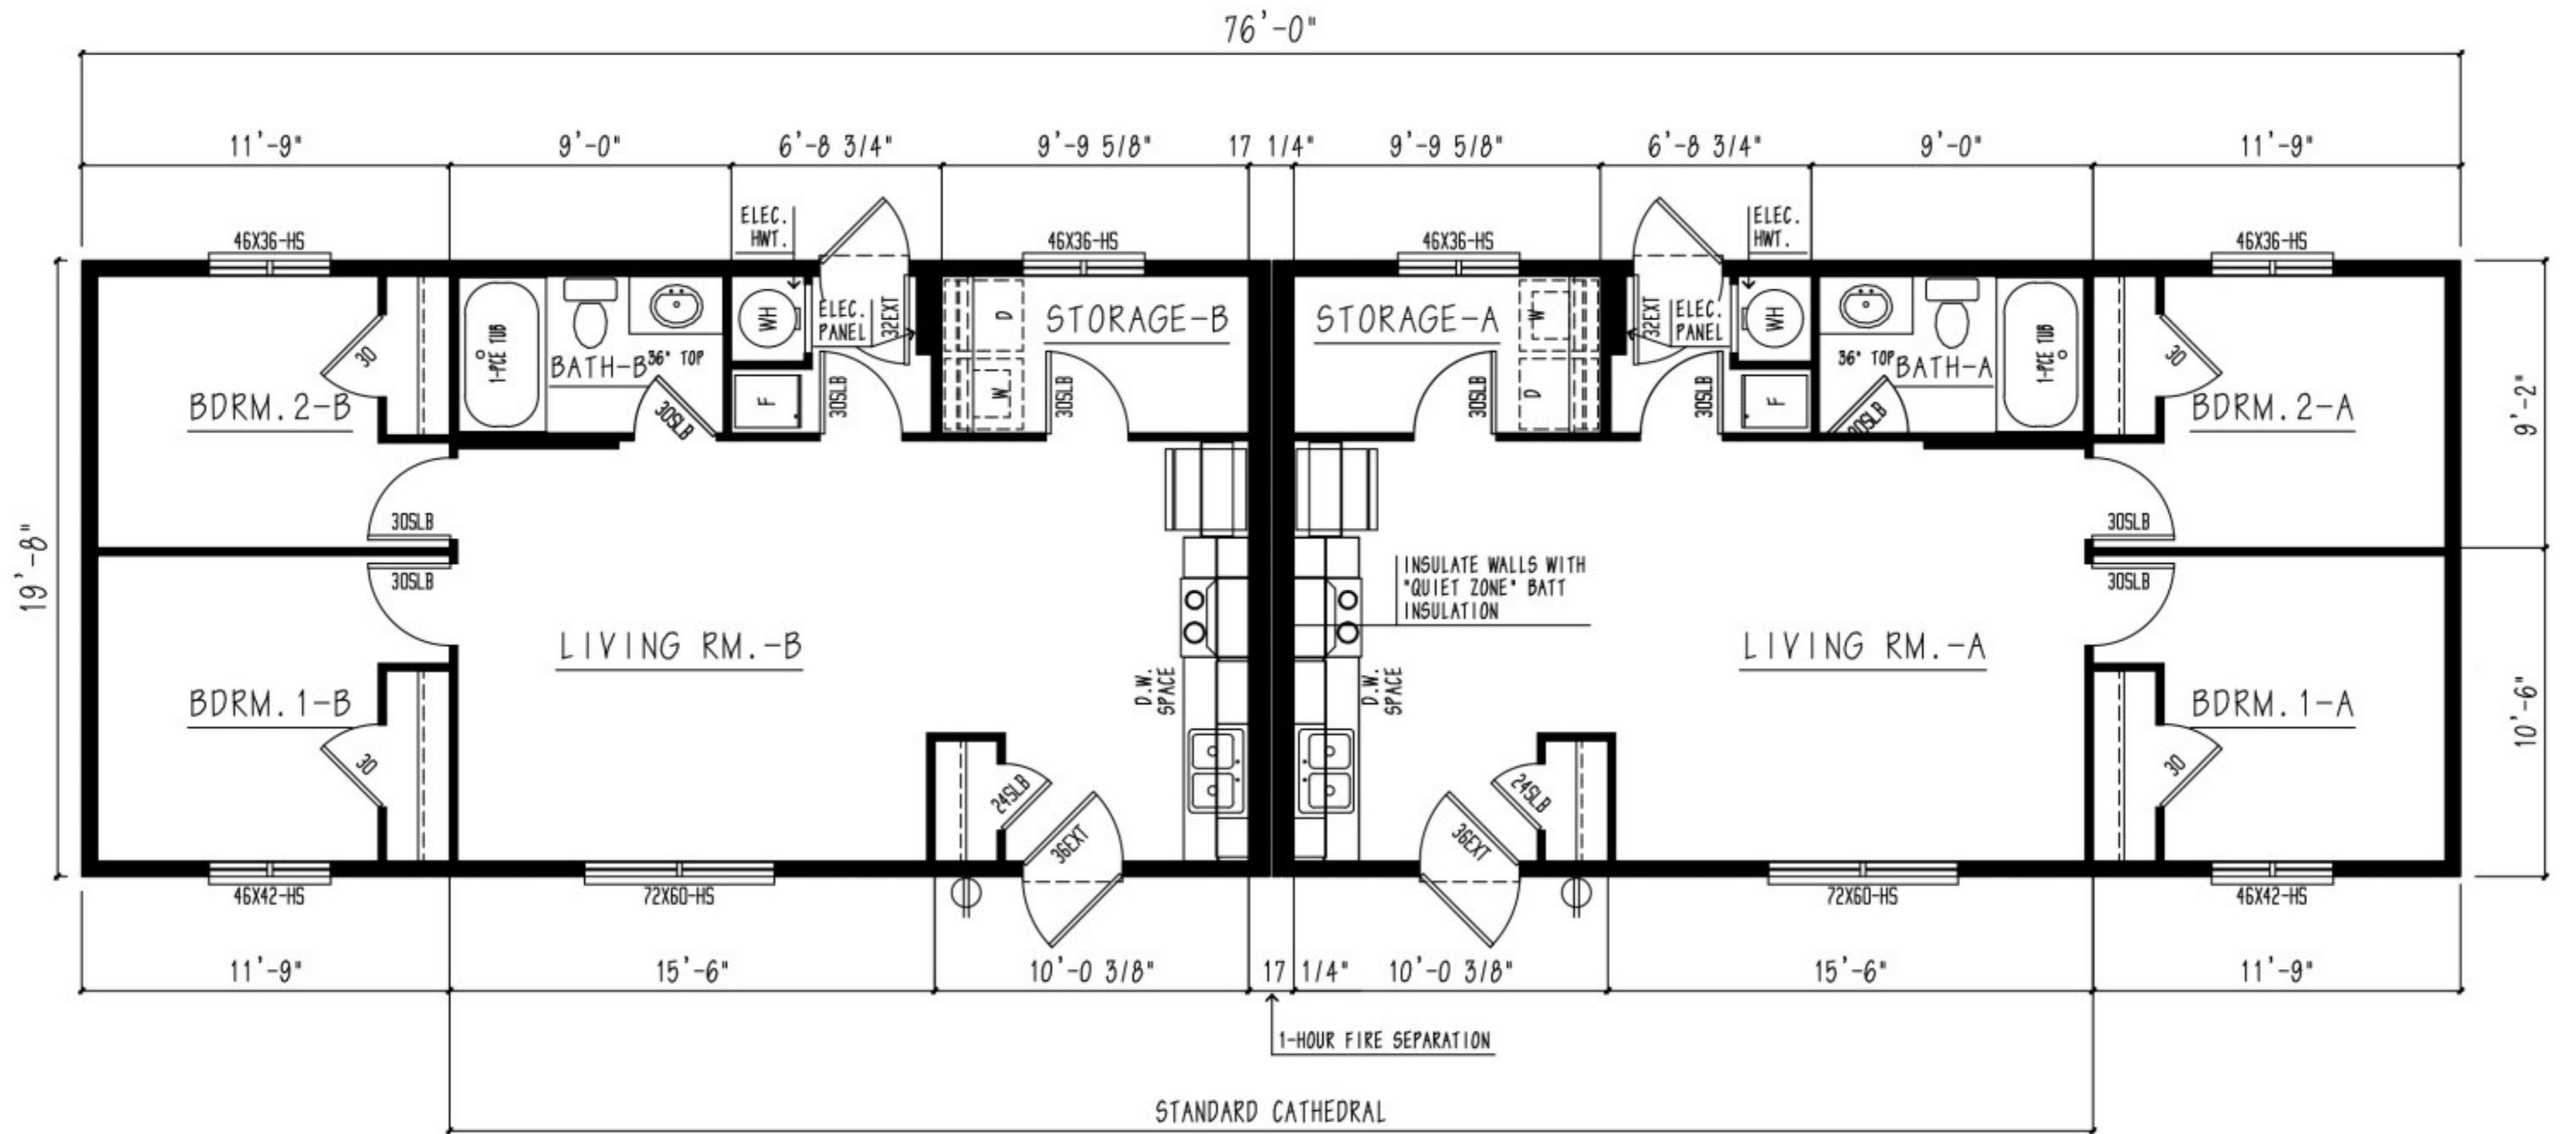 76'-0"
11'-9"
9'-0"
6'-8 3/4"
9'-9 5/8"
17 1/4"
9'-9 5/8"
6'-8 3/4"
9'-0"
11'-9"
ELEC.
HWT.
ELEC.
HWT.
46X36-HS
46X36-HS
46X36-HS
46X36-HS
1-PCE TUB
BATH-B
36" TOP
30SLB
WH
F
ELEC.
PANEL
32EXT
30SLB
D
W
STORAGE-B
30SLB
STORAGE-A
30SLB
W
D
32EXT
ELEC.
PANEL
30SLB
WH
F
36" TOP
BATH-A
30SLB
1-PCE TUB
30
BDRM.2-B
30SLB
30
BDRM.2-A
30SLB
9'-2"
19'-8"
30SLB
30SLB
INSULATE WALLS WITH
"QUIET ZONE" BATT
INSULATION
LIVING RM.-B
LIVING RM.-A
D.W.
SPACE
D.W.
SPACE
BDRM.1-B
30
BDRM.1-A
30
10'-6"
24SLB
36EXT
36EXT
24SLB
46X42-HS
72X60-HS
72X60-HS
46X42-HS
11'-9"
15'-6"
10'-0 3/8"
17 1/4"
10'-0 3/8"
15'-6"
11'-9"
1-HOUR FIRE SEPARATION
STANDARD CATHEDRAL